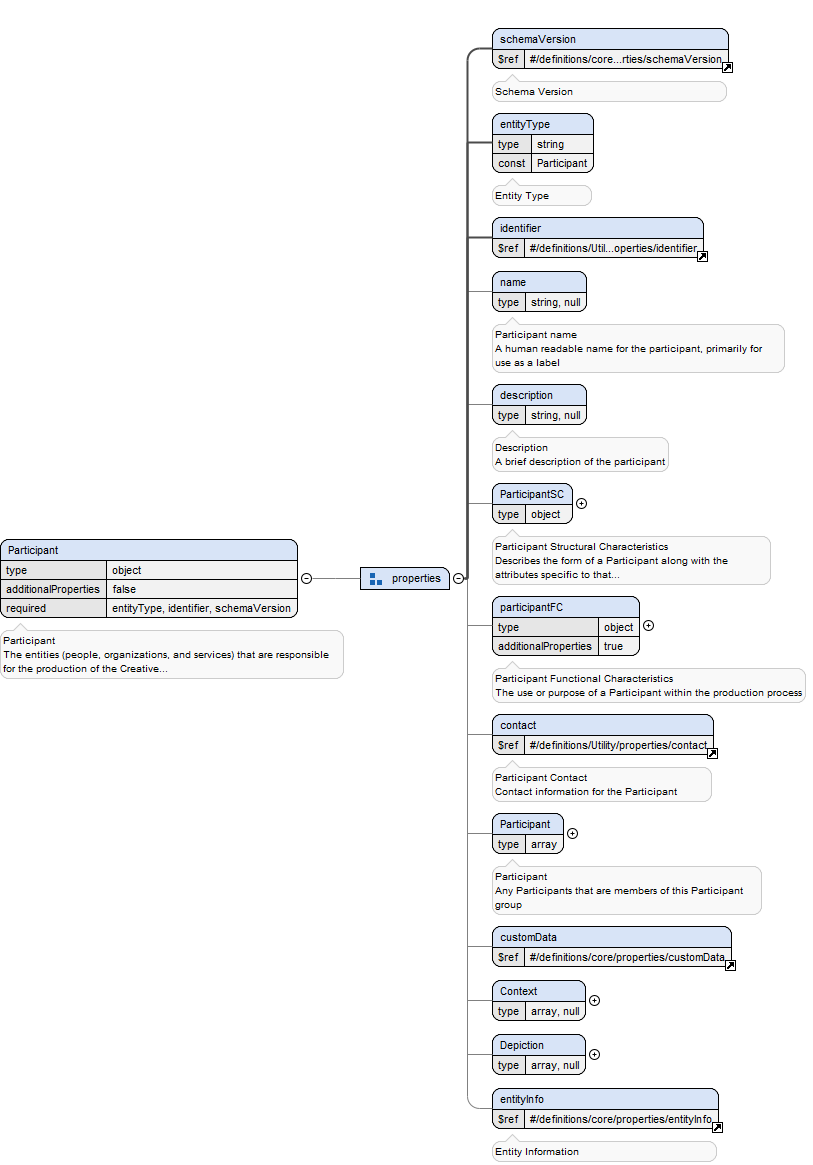 schemaVersion
$ref #/definitions/core...rties/schemaVersion
Schema Version
entityType
type string
const Participant
Entity Type
identifier
$ref #/definitions/Util...operties/identifier
name
type string, null
Participant name
A human readable name for the participant, primarily for
use as a label
description
type string, null
Description
A brief description of the participant
ParticipantSC
type object
Participant Structural Characteristics
Describes the form of a Participant along with the
attributes specific to that...
Participant
type object
additionalProperties false
required entityType, identifier, schemaVersion
Participant
The entities (people, organizations, and services) that are responsible
for the production of the Creative...
properties
participantFC
type object
additionalProperties true
Participant Functional Characteristics
The use or purpose of a Participant within the production process
contact
$ref #/definitions/Utility/properties/contact
Participant Contact
Contact information for the Participant
Participant
type array
Participant
Any Participants that are members of this Participant
group
customData
$ref #/definitions/core/properties/customData
Context
type array, null
Depiction
type array, null
entityInfo
$ref #/definitions/core/properties/entityInfo
Entity Information